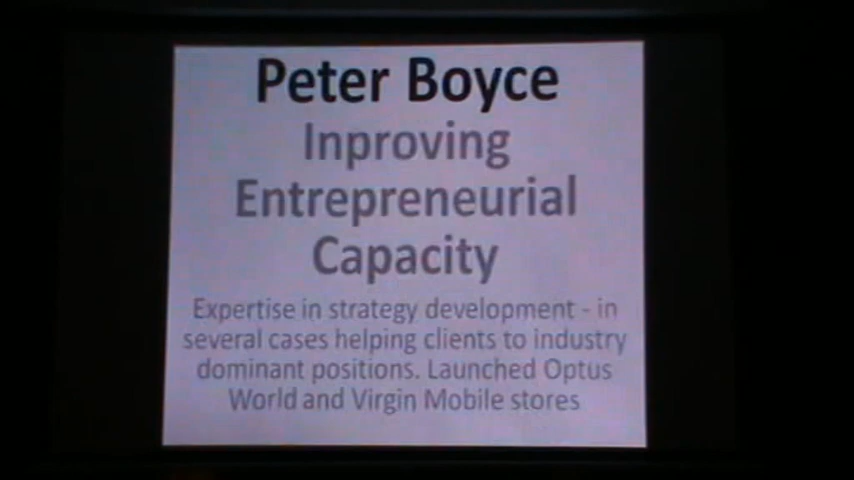 Peter Boyce
Inproving
Entrepreneurial
Capacity
Expertise in strategy development - in
several cases helping clients to industry
dominant positions. Launched Optus
World and Virgin Mobile stores